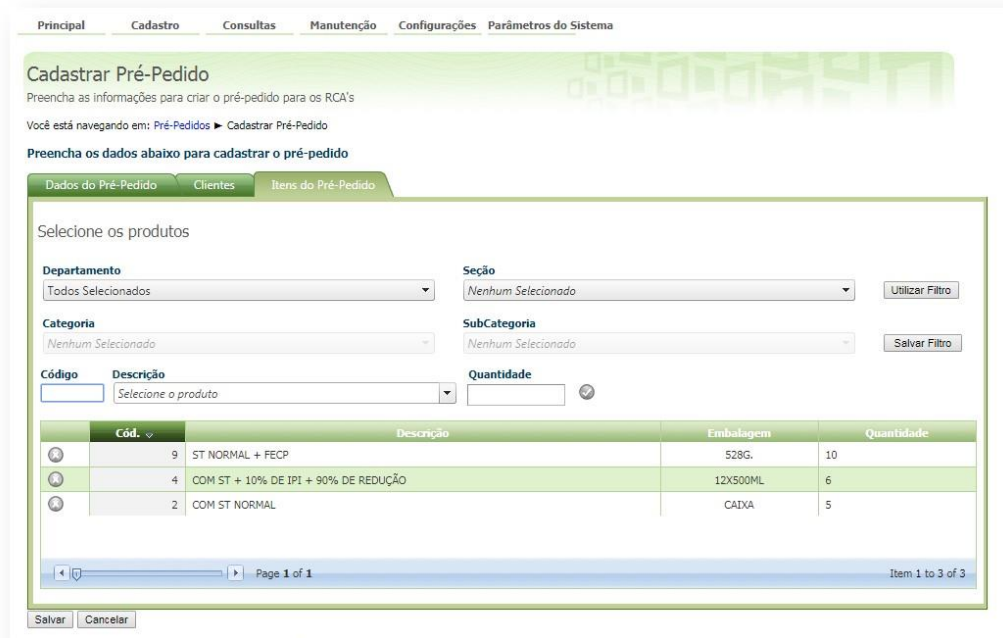 Principal Cadastro Consultas Manutenção Configurações Parâmetros do Sistema
Cadastrar Pré-Pedido
Preencha as informações para criar o pré-pedido para os RCA's
Você está navegando em: Pré-Pedidos ► Cadastrar Pré-Pedido
Preencha os dados abaixo para cadastrar o pré-pedido
Dados do Pré-Pedido Clientes Itens do Pré-Pedido
Selecione os produtos
Departamento Seção
Todos Selecionados Nenhum Selecionado Utilizar Filtro
Categoria SubCategoria
Nenhum Selecionado Nenhum Selecionado Salvar Filtro
Código Descrição Quantidade
Selecione o produto
Cód. Descrição Embalagem Quantidade
9 ST NORMAL + FECP 528G. 10
4 COM ST + 10% DE IPI + 90% DE REDUÇÃO 12X500ML 6
2 COM ST NORMAL CAIXA 5
Page 1 of 1 Item 1 to 3 of 3
Salvar Cancelar